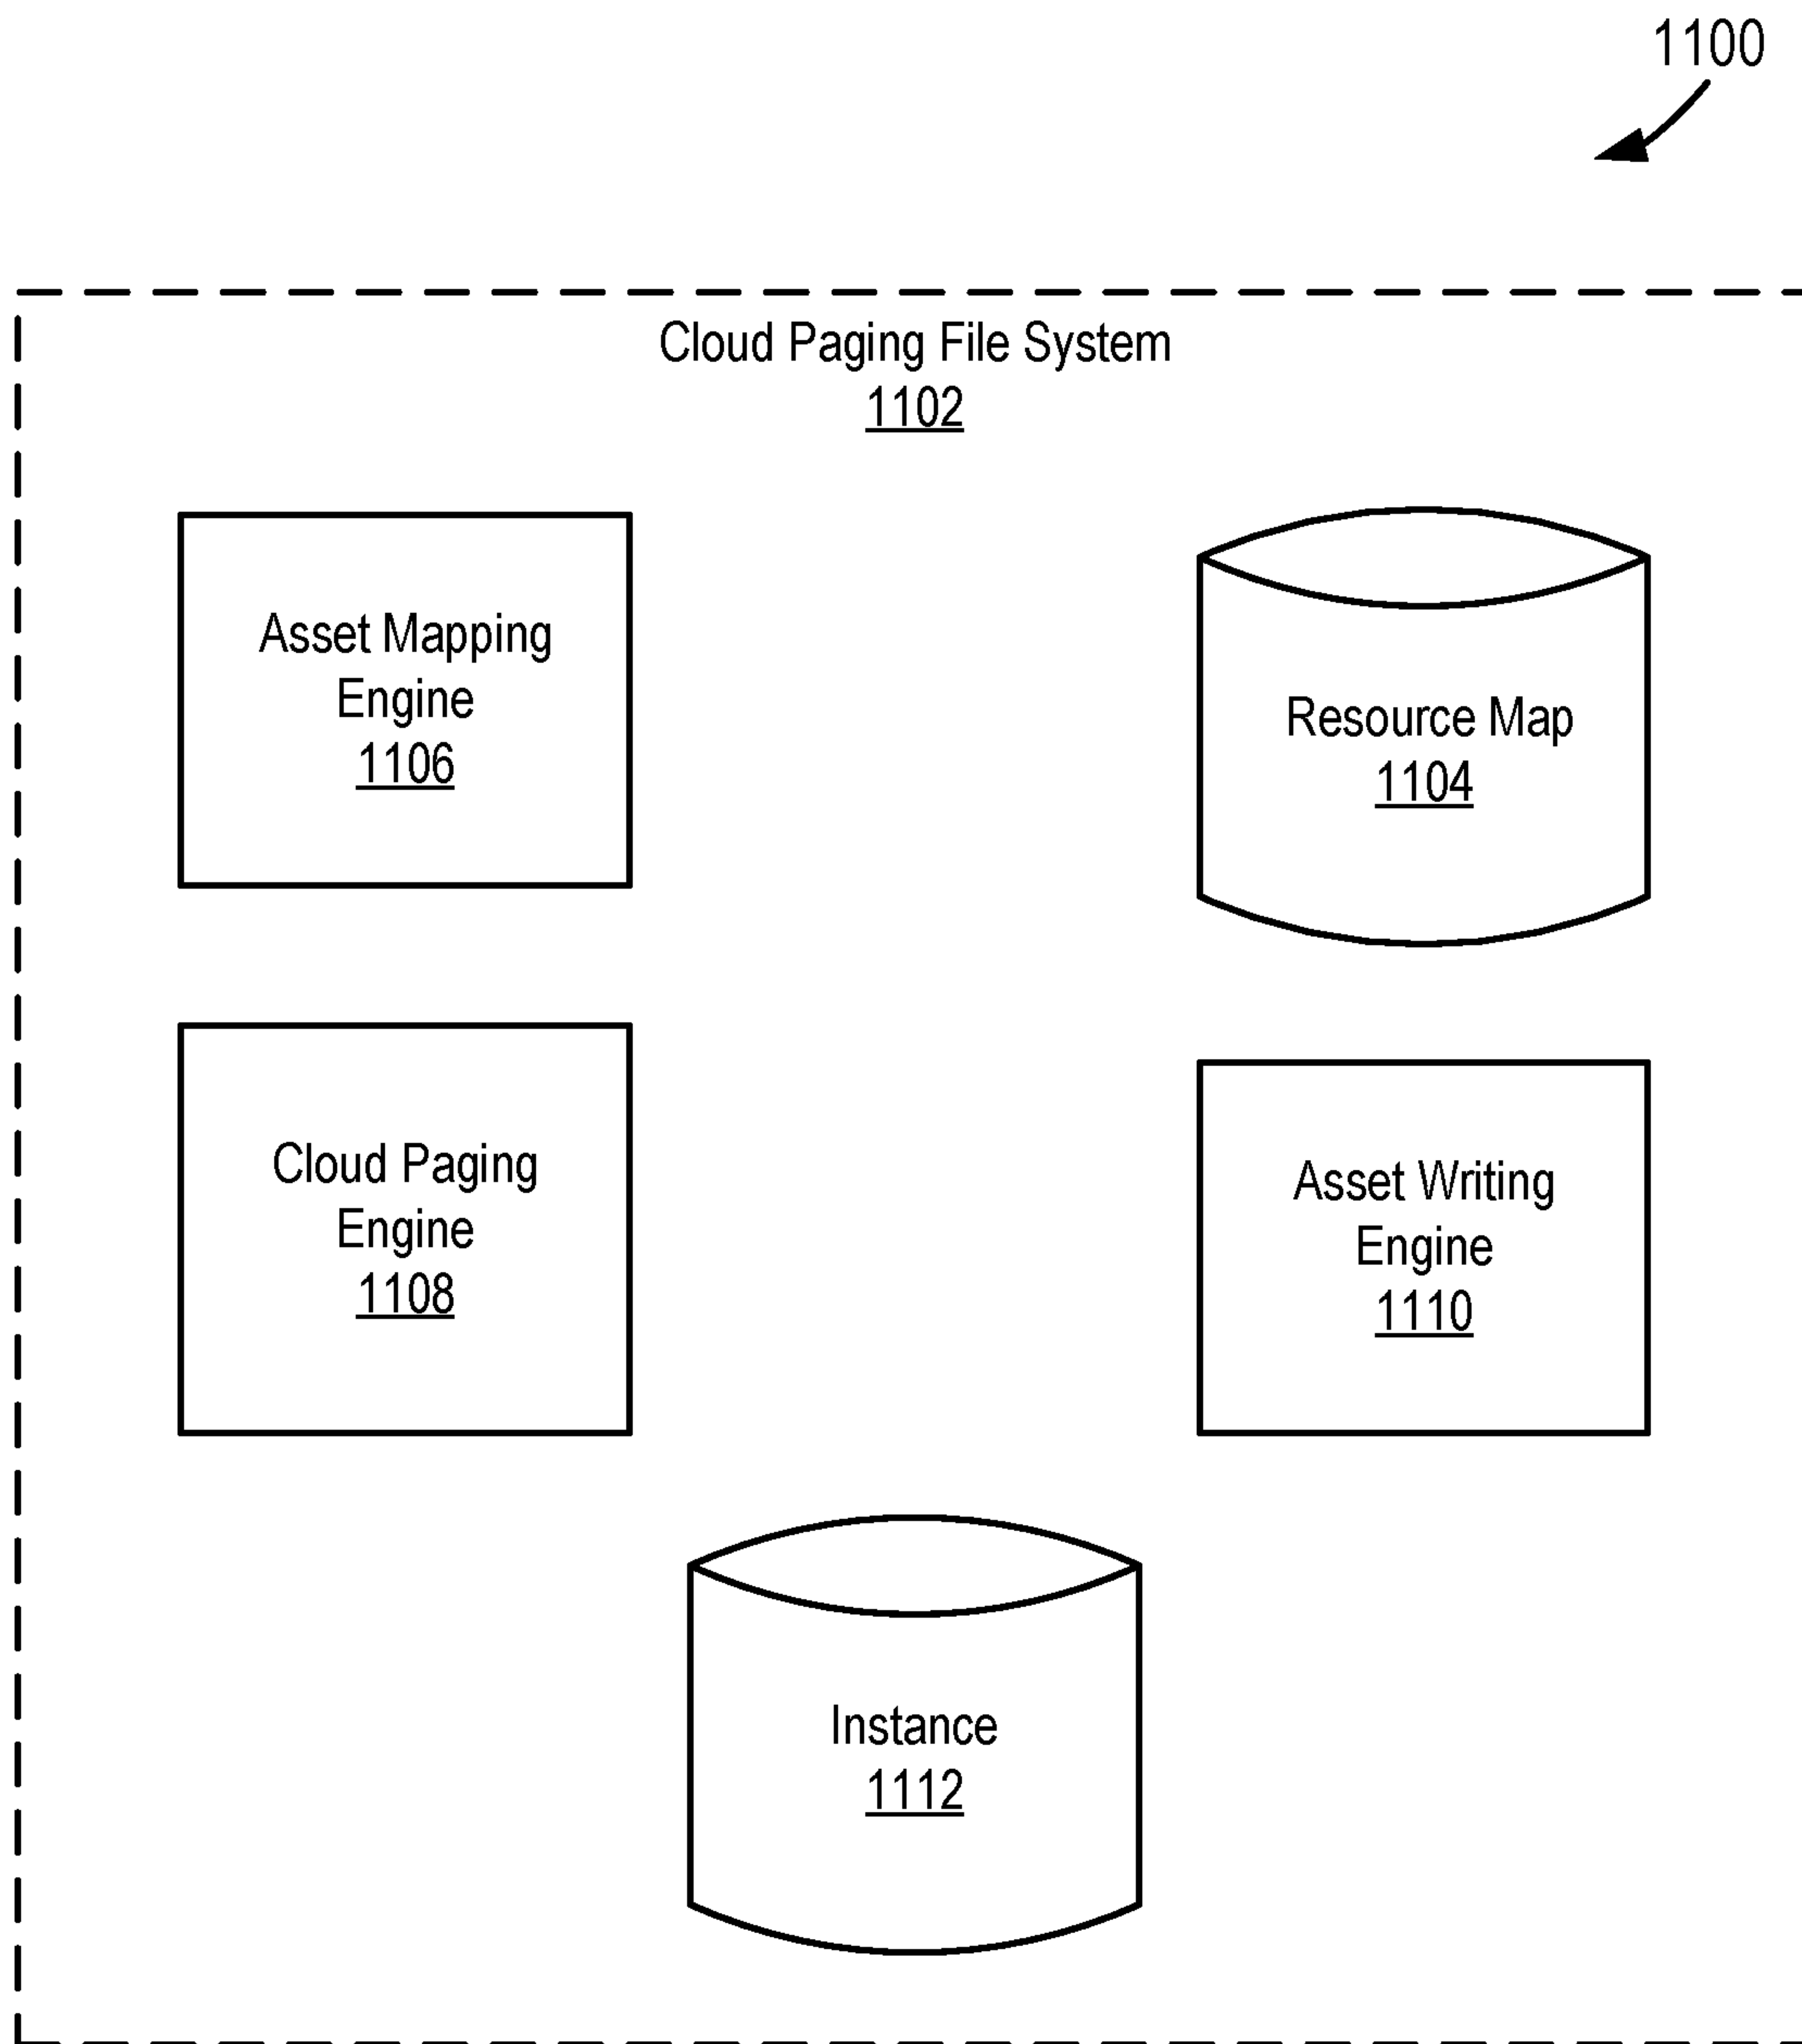 1100
Cloud Paging File System
1102
Asset Mapping
Engine
1106
Resource Map
1104
Cloud Paging
Engine
1108
Asset Writing
Engine
1110
Instance
1112